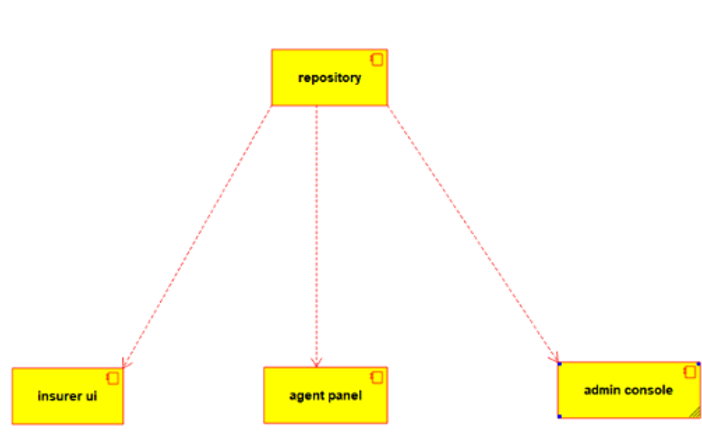 repository
insurer ui
agent panel
admin console